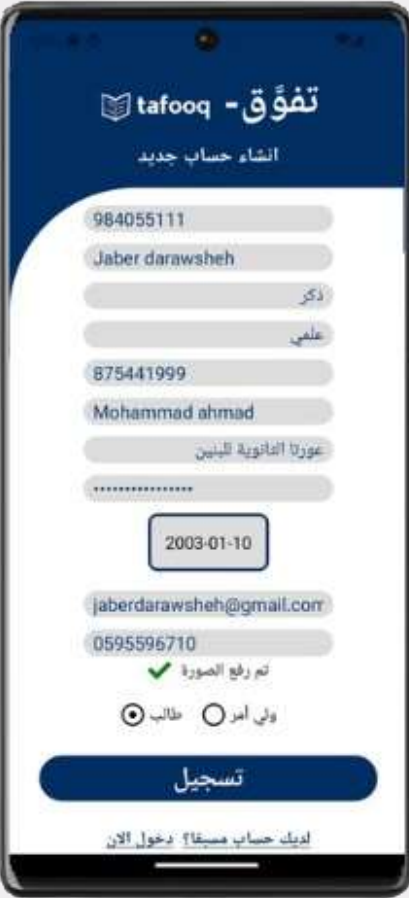 تفوَّق - tafooq
انشاء حساب جديد
984055111
Jaber darawsheh
ذكر
علمي
875441999
Mohammad ahmad
عورتا الثانوية للبنين
••••••••••••••••
2003-01-10
jaberdarawsheh@gmail.com
0595596710
تم رفع الصورة
ولي أمر طالب
تسجيل
لديك حساب مسبقا؟ دخول الان